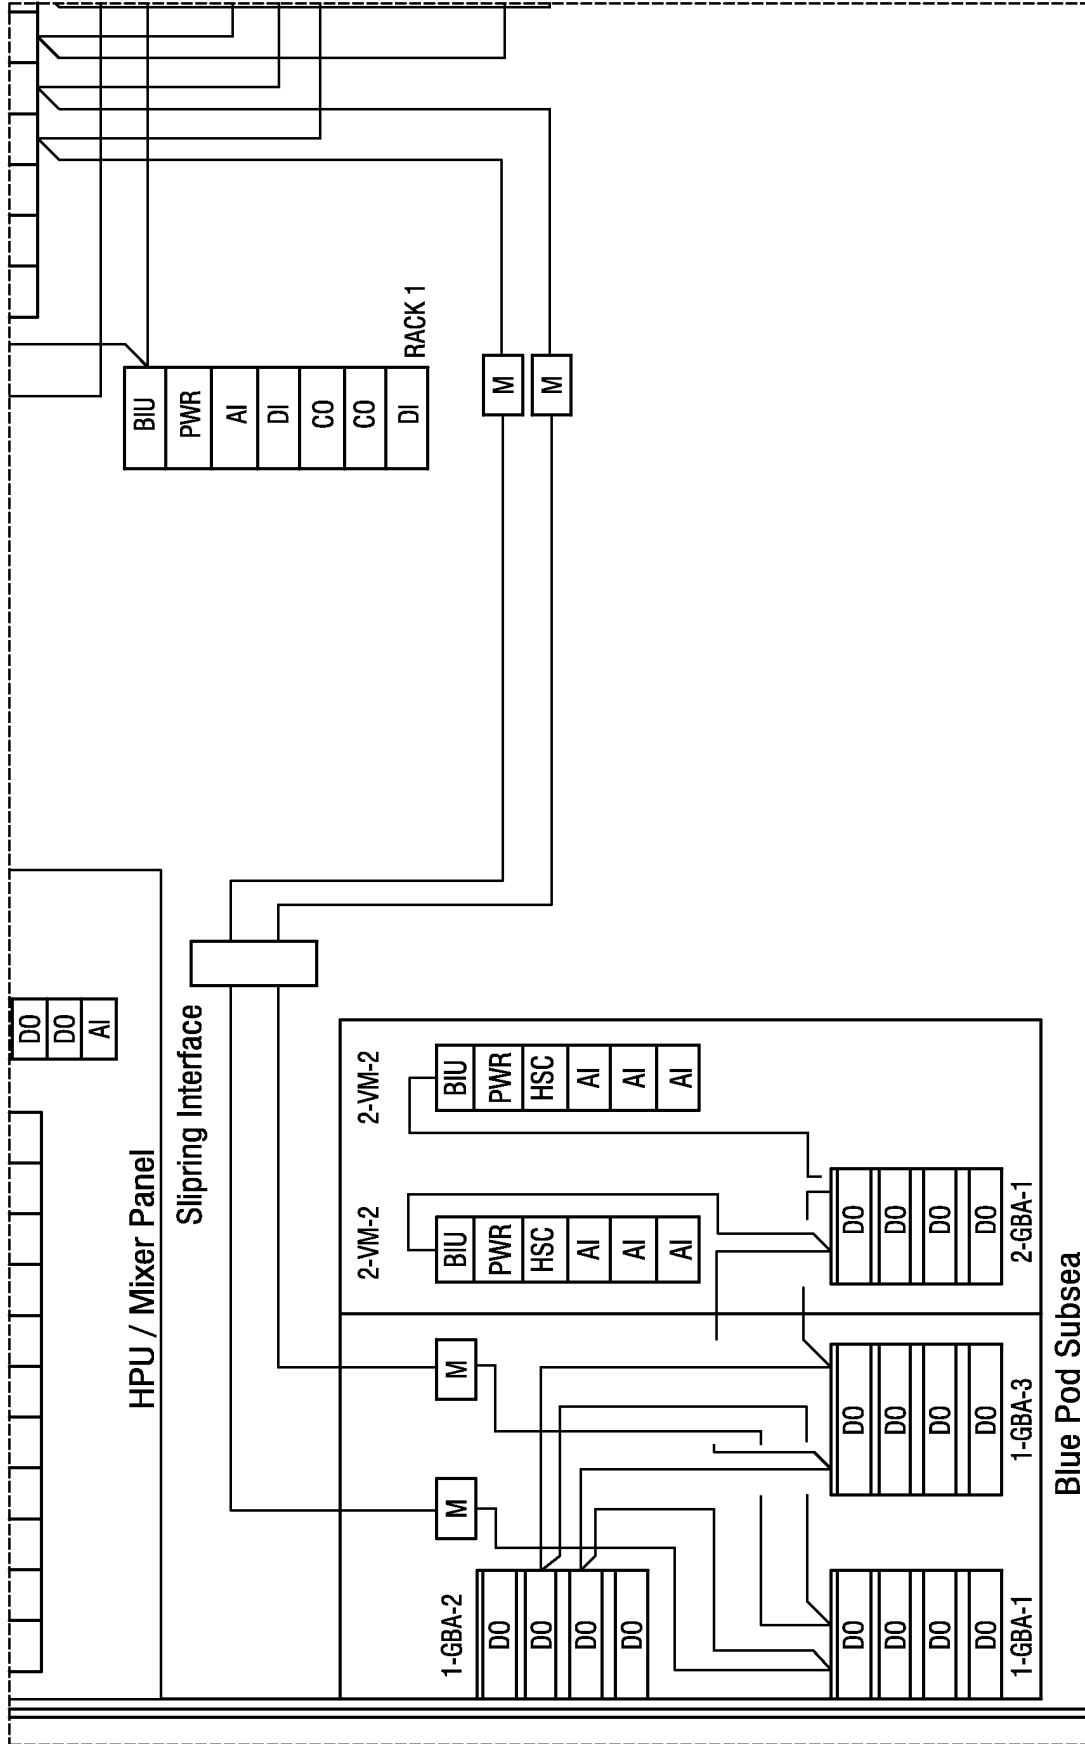 BIU
PWR
AI
DI
CO
CO
DI
RACK 1
M
M
DO
DO
AI
HPU / Mixer Panel
Slipring Interface
2-VM-2
BIU
PWR
HSC
AI
AI
AI
2-VM-2
BIU
PWR
HSC
AI
AI
AI
M
M
DO
DO
DO
DO
2-GBA-1
DO
DO
DO
DO
1-GBA-3
1-GBA-2
DO
DO
DO
DO
DO
DO
DO
DO
1-GBA-1
Blue Pod Subsea